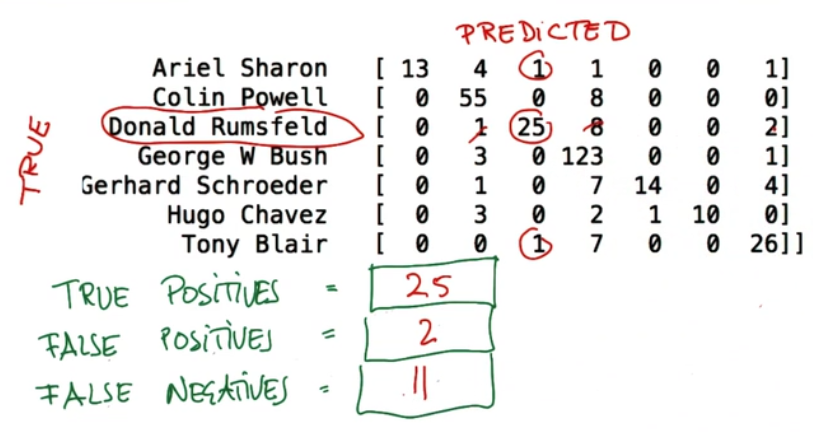 PREDICTED
TRUE
Ariel Sharon [ 13 4 1 1 0 0 1]
Colin Powell [ 0 55 0 8 0 0 0]
Donald Rumsfeld [ 0 1 25 8 0 0 2]
George W Bush [ 0 3 0 123 0 0 1]
Gerhard Schroeder [ 0 1 0 7 14 0 4]
Hugo Chavez [ 0 3 0 2 1 10 0]
Tony Blair [ 0 0 1 7 0 0 26]]
TRUE POSITIVES = 25
FALSE POSITIVES = 2
FALSE NEGATIVES = 11